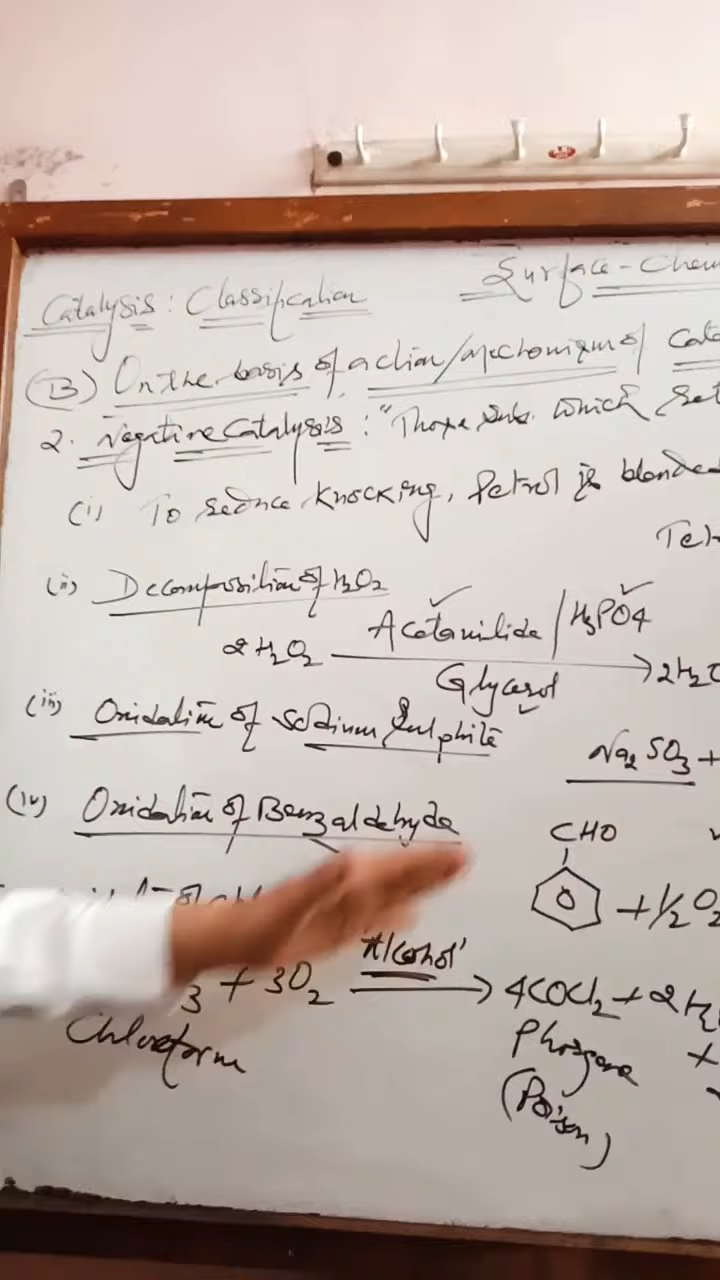 Catalysis : Classification Surface - Chem
(B) On the basis of action/mechanism of Cata
2. Negative Catalysis : "Those subs. which
(i) To reduce knocking, Petrol is blended
Tet
(ii) Decomposition of H₂O₂
2H₂O₂ Acetanilide / H₃PO4 Glycerol → 2H₂O
(iii) Oxidation of Sodium Sulphite
Na₂SO₃ +
(iv) Oxidation of Benzaldehyde
CHO
+ 1/2 O₂
3 + 3O₂ 'Alcohol' → 4COCl₂ + 2H₂
Chloroform Phosgene +
(Poison)